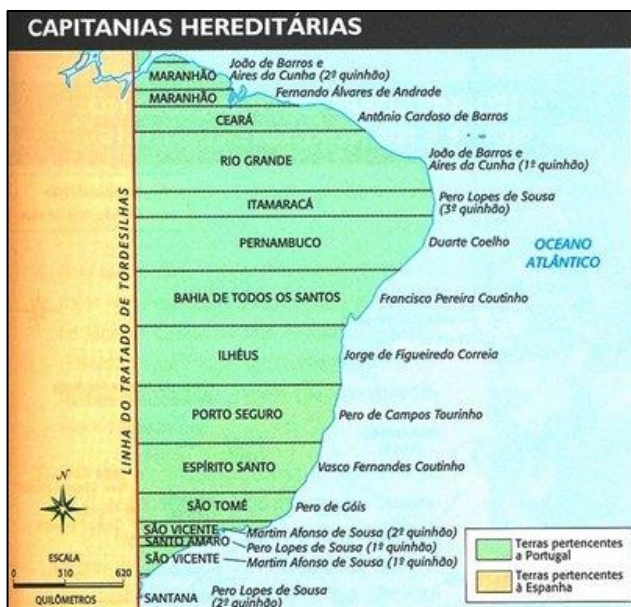 CAPITANIAS HEREDITÁRIAS
João de Barros e
Aires da Cunha (2º quinhão)
MARANHÃO
Fernando Álvares de Andrade
MARANHÃO
CEARÁ
Antônio Cardoso de Barros
RIO GRANDE
João de Barros e
Aires da Cunha (1º quinhão)
ITAMARACÁ
Pero Lopes de Sousa
(3º quinhão)
PERNAMBUCO
Duarte Coelho
OCEANO
ATLÂNTICO
BAHIA DE TODOS OS SANTOS
Francisco Pereira Coutinho
LINHA DO TRATADO DE TORDESILHAS
ILHÉUS
Jorge de Figueiredo Correia
PORTO SEGURO
Pero de Campos Tourinho
ESPÍRITO SANTO
Vasco Fernandes Coutinho
SÃO TOMÉ
Pero de Góis
SÃO VICENTE
Martim Afonso de Sousa (2º quinhão)
SANTO AMARO
Pero Lopes de Sousa (1º quinhão)
SÃO VICENTE
Martim Afonso de Sousa (1º quinhão)
SANTANA
Pero Lopes de Sousa
(2º quinhão)
N
ESCALA
0 310 620
QUILÔMETROS
Terras pertencentes
a Portugal
Terras pertencentes
à Espanha